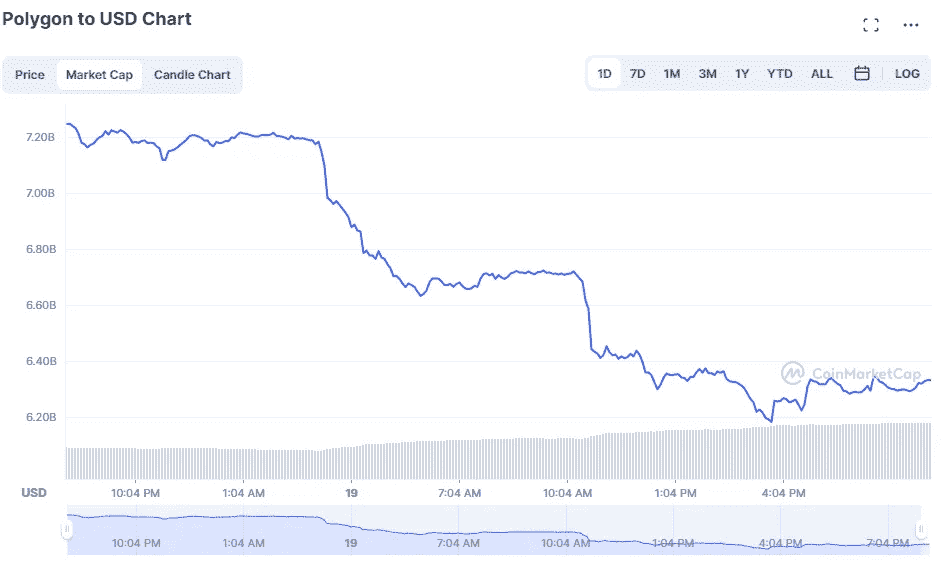 Polygon to USD Chart
Price Market Cap Candle Chart 1D 7D 1M 3M 1Y YTD ALL LOG
7.20B
7.00B
6.80B
6.60B
6.40B
CoinMarketCap
6.20B
USD 10:04 PM 1:04 AM 19 7:04 AM 10:04 AM 1:04 PM 4:04 PM
10:04 PM 1:04 AM 19 7:04 AM 10:04 AM 1:04 PM 4:04 PM 7:04 PM